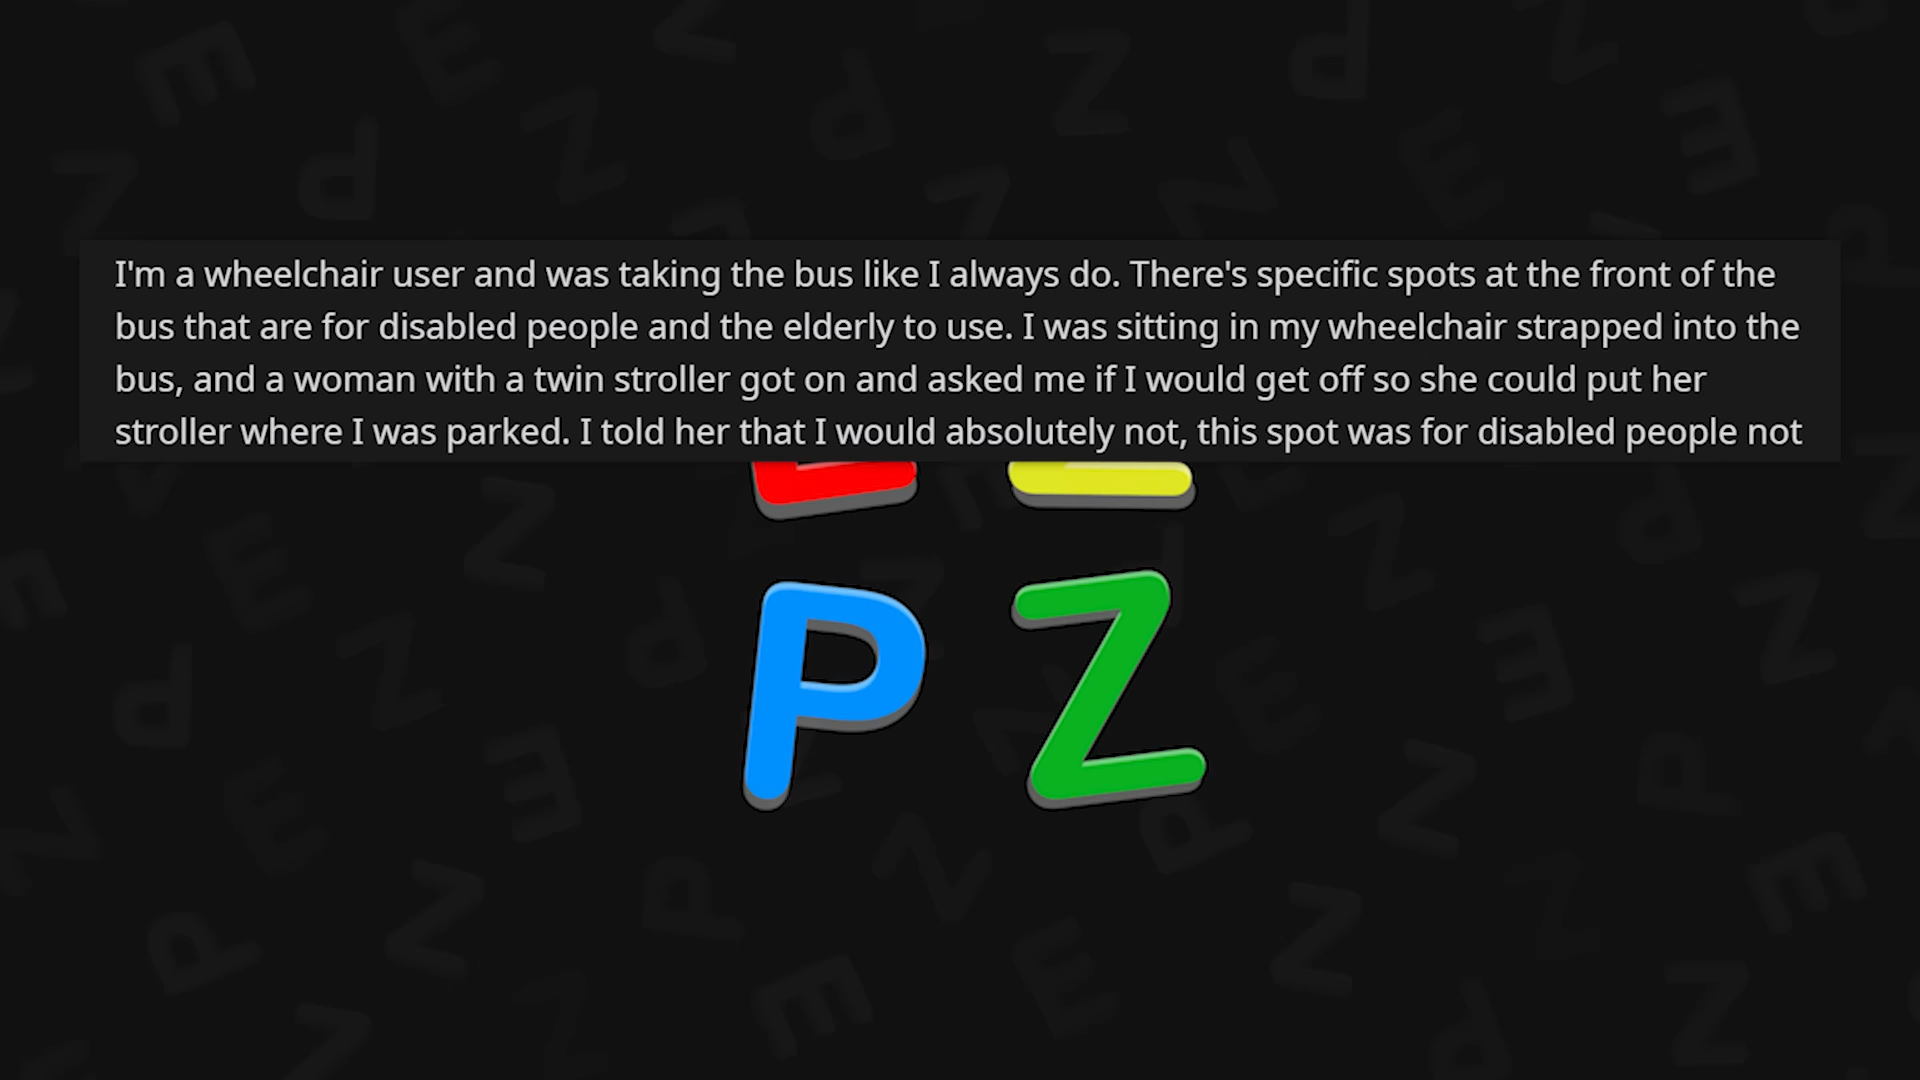 I'm a wheelchair user and was taking the bus like I always do. There's specific spots at the front of the
bus that are for disabled people and the elderly to use. I was sitting in my wheelchair strapped into the
bus, and a woman with a twin stroller got on and asked me if I would get off so she could put her
stroller where I was parked. I told her that I would absolutely not, this spot was for disabled people not
P Z